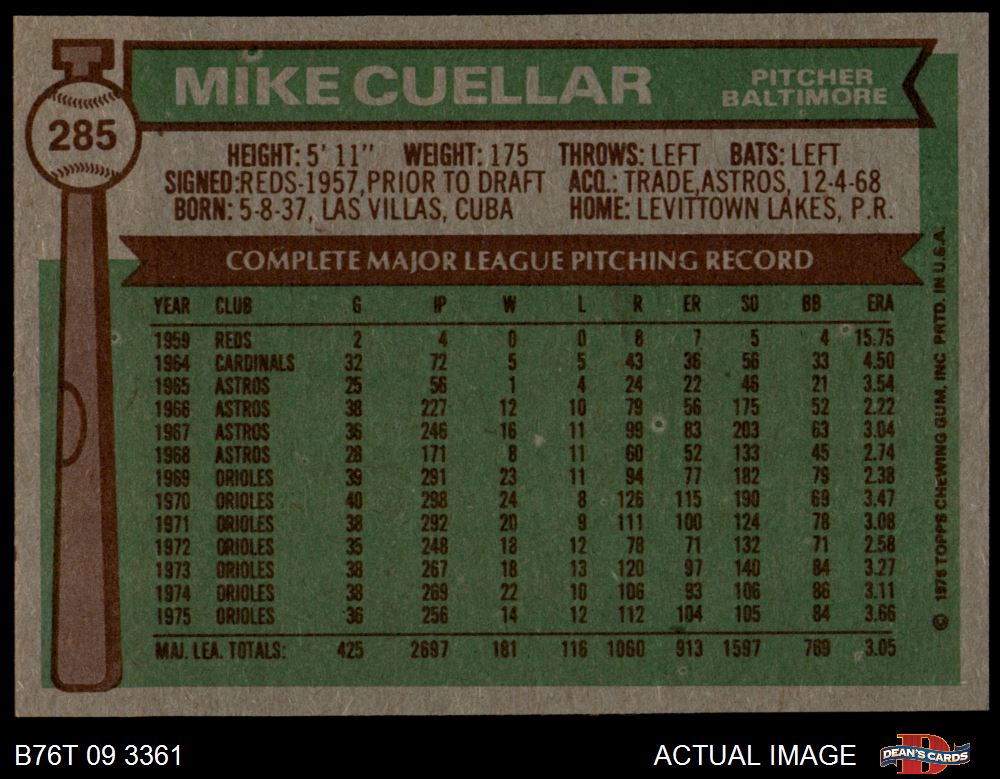 285
MIKE CUELLAR PITCHER BALTIMORE
HEIGHT: 5' 11" WEIGHT: 175 THROWS: LEFT BATS: LEFT
SIGNED:REDS-1957,PRIOR TO DRAFT ACQ.: TRADE,ASTROS, 12-4-68
BORN: 5-8-37, LAS VILLAS, CUBA HOME: LEVITTOWN LAKES, P.R.
COMPLETE MAJOR LEAGUE PITCHING RECORD
YEAR CLUB G IP W L R ER SO BB ERA
1959 REDS 2 4 0 0 8 7 5 4 15.75
1964 CARDINALS 32 72 5 5 43 36 56 33 4.50
1965 ASTROS 25 56 1 4 24 22 46 21 3.54
1966 ASTROS 38 227 12 10 79 56 175 52 2.22
1967 ASTROS 36 246 16 11 99 83 203 63 3.04
1968 ASTROS 28 171 8 11 60 52 133 45 2.74
1969 ORIOLES 39 291 23 11 94 77 182 79 2.38
1970 ORIOLES 40 298 24 8 126 115 190 69 3.47
1971 ORIOLES 38 292 20 9 111 100 124 78 3.08
1972 ORIOLES 35 248 18 12 78 71 132 71 2.58
1973 ORIOLES 38 267 18 13 120 97 140 84 3.27
1974 ORIOLES 38 269 22 10 106 93 106 86 3.11
1975 ORIOLES 36 256 14 12 112 104 105 84 3.66
MAJ. LEA. TOTALS: 425 2697 181 116 1060 913 1597 769 3.05
© 1976 TOPPS CHEWING GUM, INC PRTD. IN U.S.A.
B76T 09 3361 ACTUAL IMAGE DEAN'S CARDS